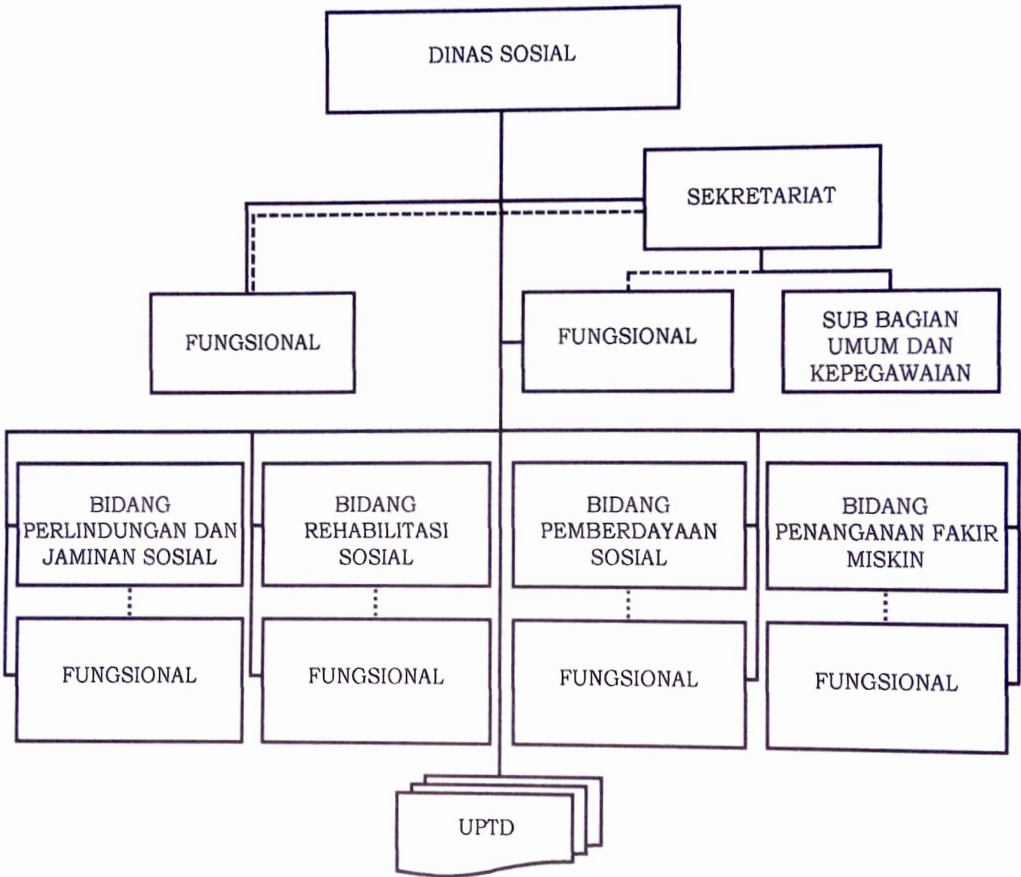 DINAS SOSIAL
SEKRETARIAT
FUNGSIONAL
FUNGSIONAL
SUB BAGIAN
UMUM DAN
KEPEGAWAIAN
BIDANG
PERLINDUNGAN DAN
JAMINAN SOSIAL
BIDANG
REHABILITASI
SOSIAL
BIDANG
PEMBERDAYAAN
SOSIAL
BIDANG
PENANGANAN FAKIR
MISKIN
FUNGSIONAL
FUNGSIONAL
FUNGSIONAL
FUNGSIONAL
UPTD